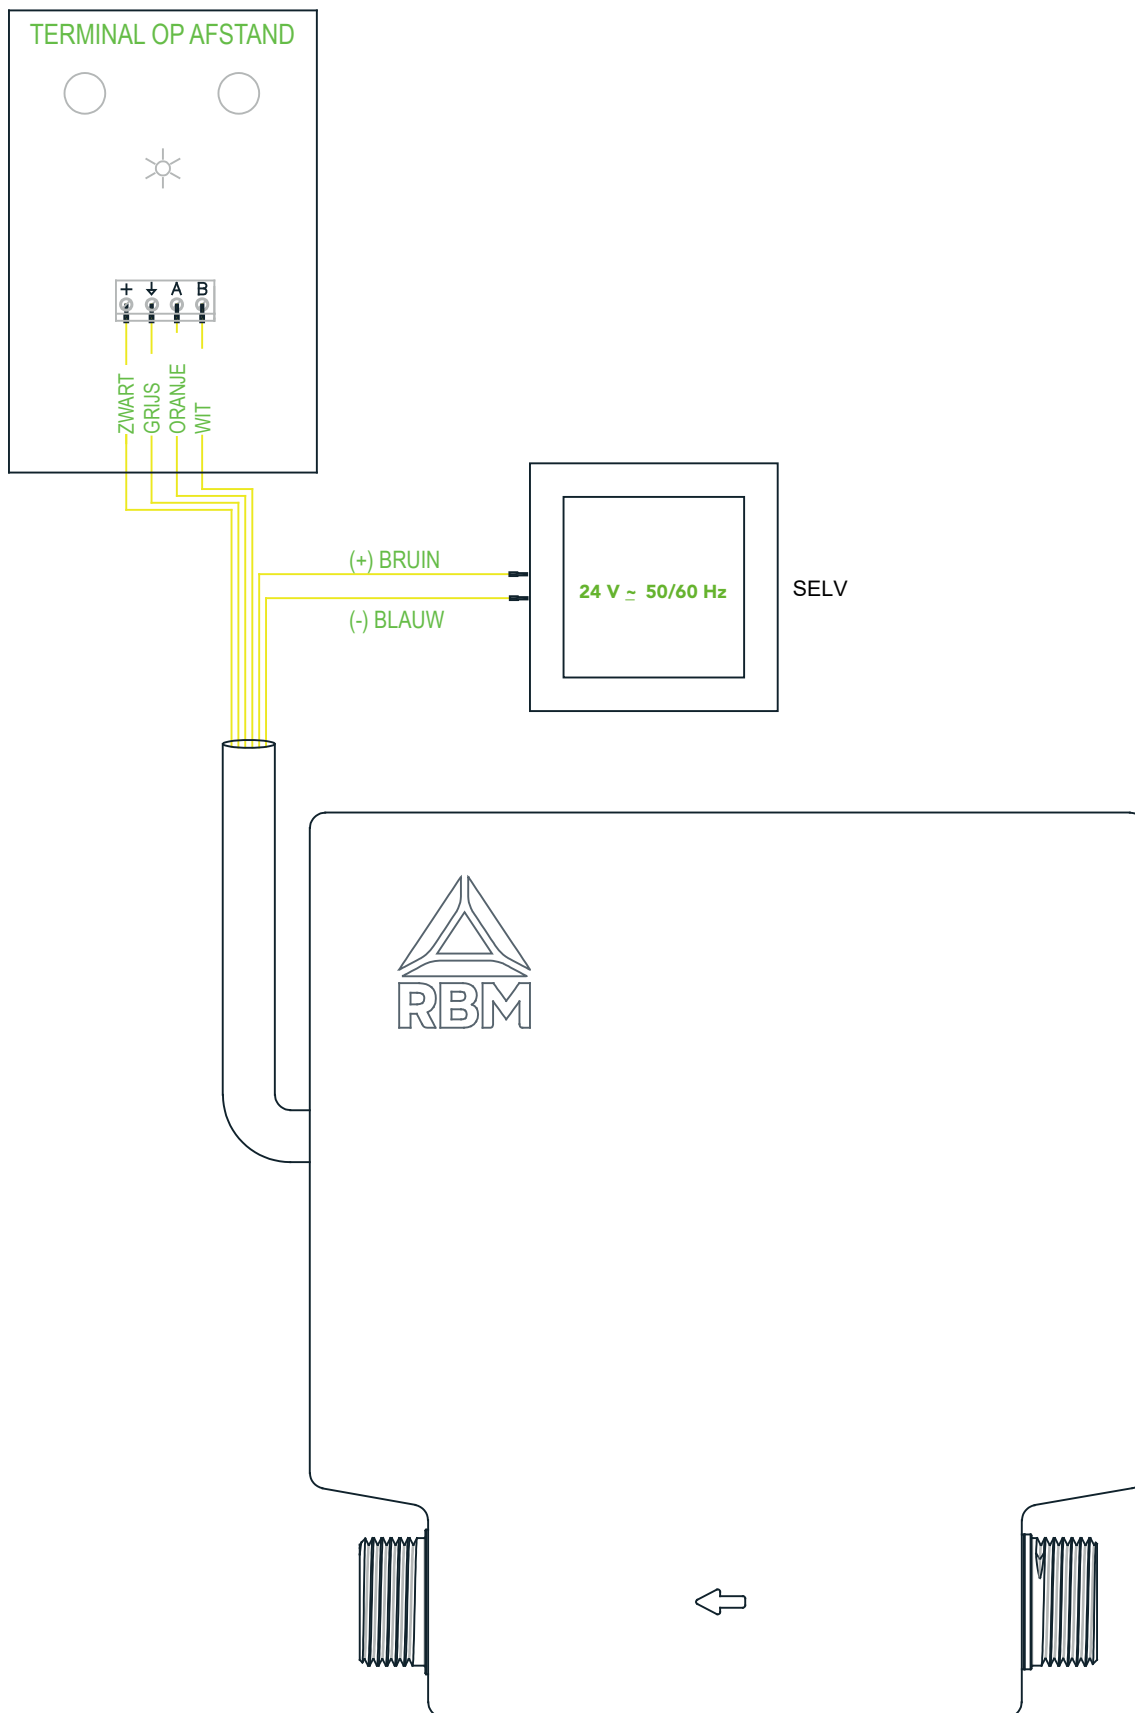 TERMINAL OP AFSTAND
+ A B
ZWART
GRIJS
ORANJE
WIT
(+) BRUIN
(-) BLAUW
24 V ~ 50/60 Hz
SELV
RBM